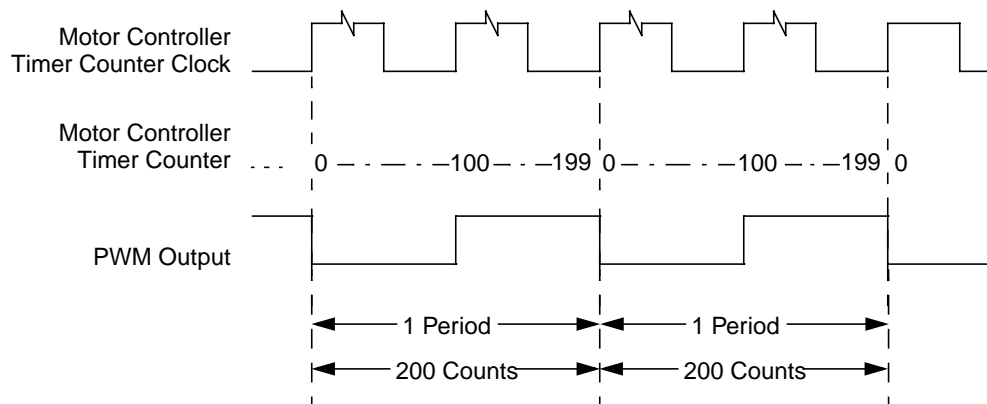 Motor Controller
Timer Counter Clock
Motor Controller
Timer Counter
0 100 199 0 100 199 0
PWM Output
1 Period 1 Period
200 Counts 200 Counts